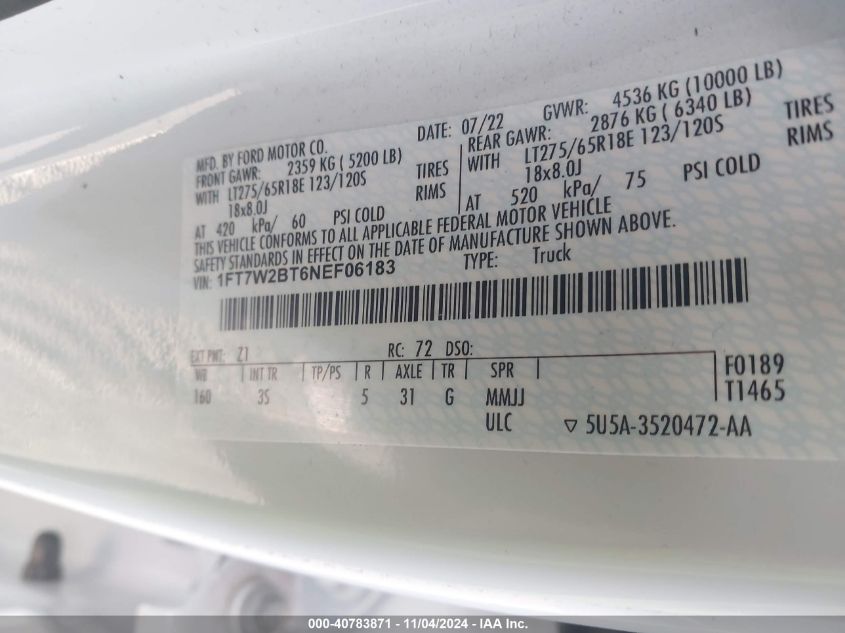 MFD. BY FORD MOTOR CO. DATE: 07/22 GVWR: 4536 KG (10000 LB)
FRONT GAWR: 2359 KG ( 5200 LB) REAR GAWR: 2876 KG ( 6340 LB)
WITH LT275/65R18E 123/120S TIRES WITH LT275/65R18E 123/120S TIRES
18x8.0J RIMS 18x8.0J RIMS
AT 420 kPa/ 60 PSI COLD AT 520 kPa/ 75 PSI COLD
THIS VEHICLE CONFORMS TO ALL APPLICABLE FEDERAL MOTOR VEHICLE
SAFETY STANDARDS IN EFFECT ON THE DATE OF MANUFACTURE SHOWN ABOVE.
VIN: 1FT7W2BT6NEF06183 TYPE: Truck
EXT PNT: Z1 RC: 72 DSO:
WB INT TR TP/PS R AXLE TR SPR F0189
160 3S 5 31 G MMJJ T1465
ULC ▽ 5U5A-3520472-AA
000-40783871 - 11/04/2024 - IAA Inc.